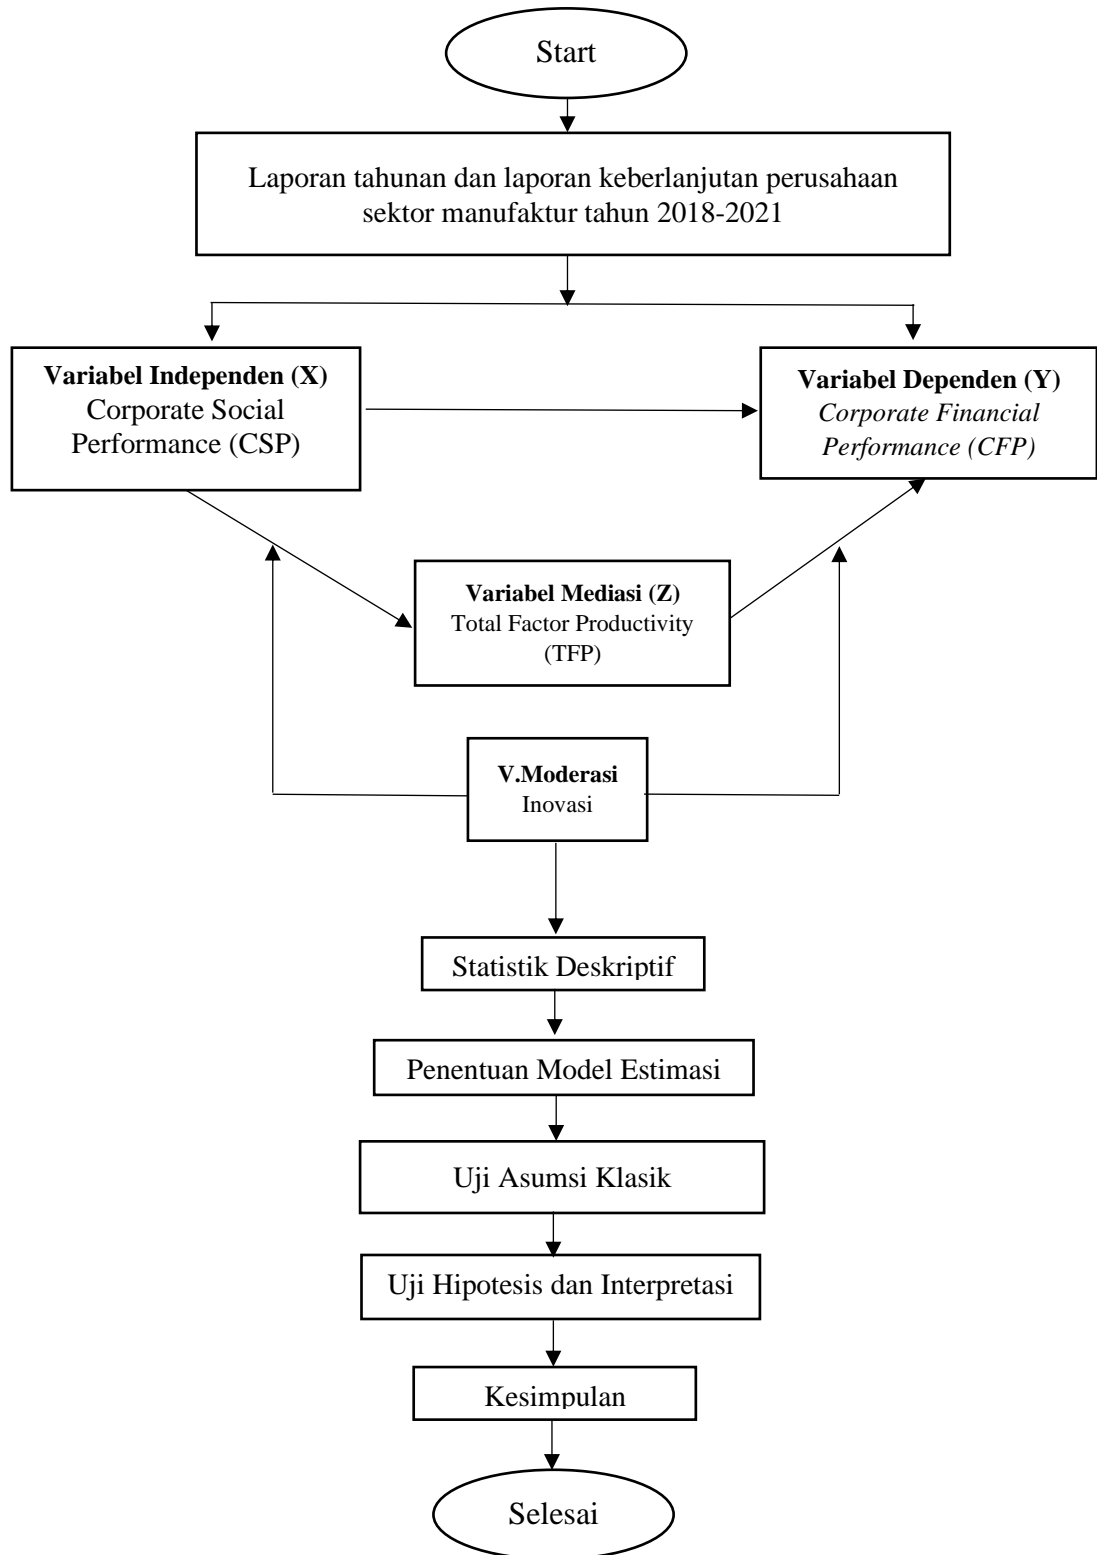 Start
Laporan tahunan dan laporan keberlanjutan perusahaan
sektor manufaktur tahun 2018-2021
Variabel Independen (X)
Corporate Social
Performance (CSP)
Variabel Dependen (Y)
Corporate Financial
Performance (CFP)
Variabel Mediasi (Z)
Total Factor Productivity
(TFP)
V.Moderasi
Inovasi
Statistik Deskriptif
Penentuan Model Estimasi
Uji Asumsi Klasik
Uji Hipotesis dan Interpretasi
Kesimpulan
Selesai